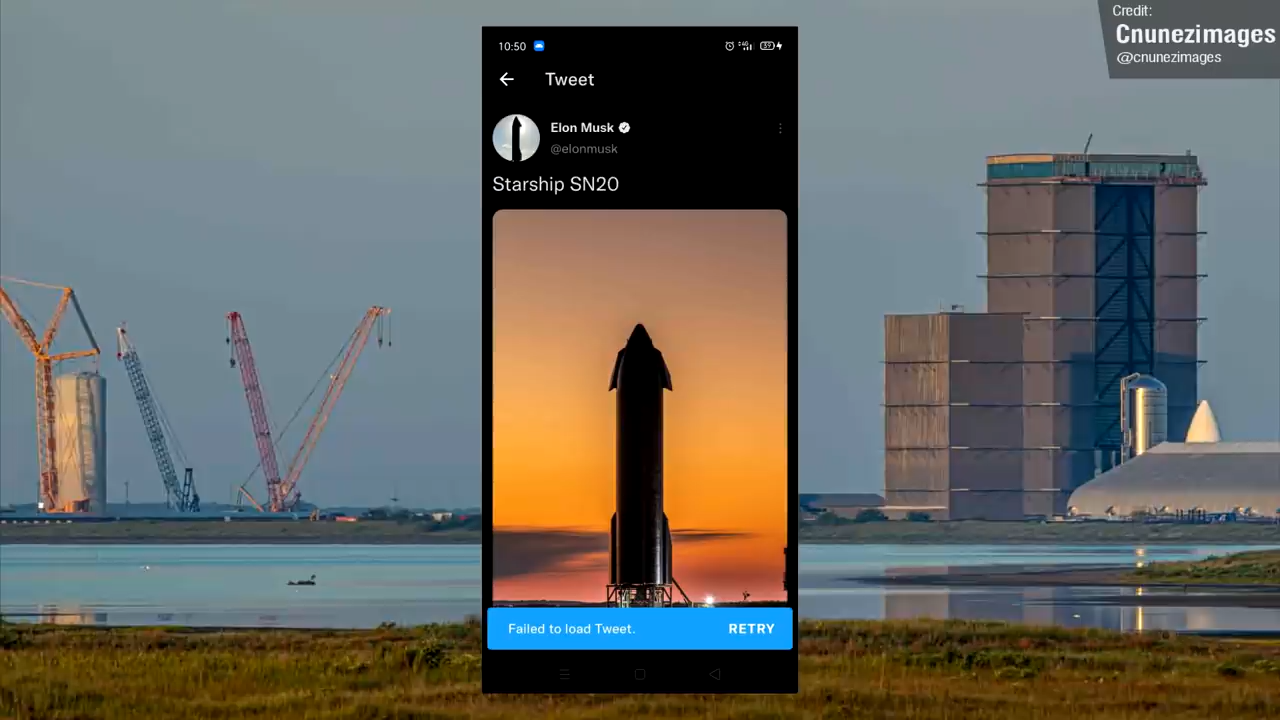 Credit:
Cnunezimages
@cnunezimages
10:50
Tweet
Elon Musk
@elonmusk
Starship SN20
Failed to load Tweet.
RETRY